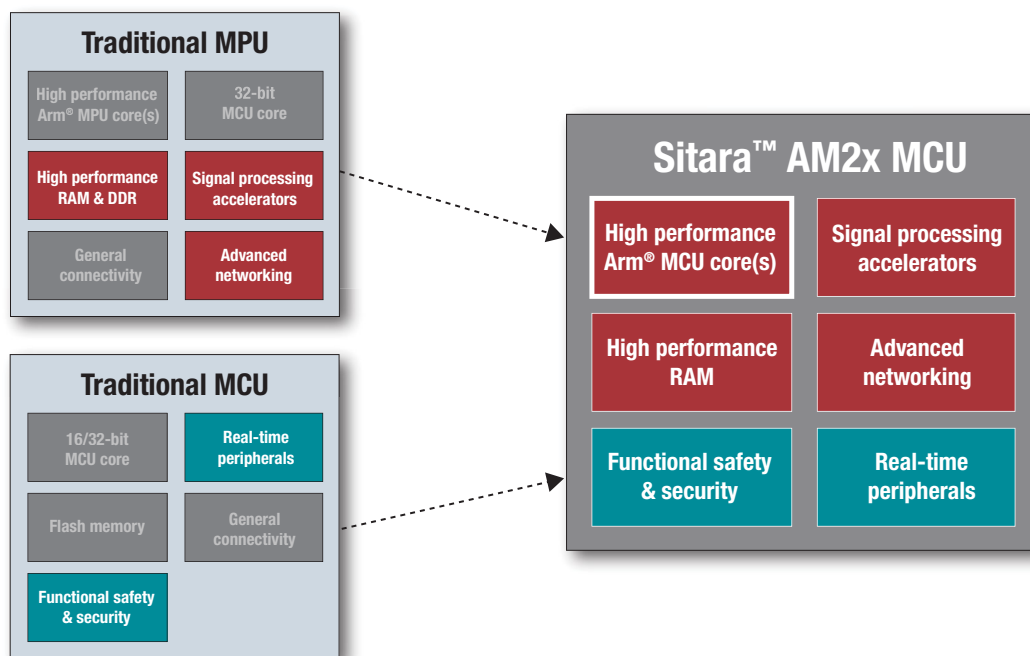 Traditional MPU
High performance
Arm® MPU core(s)
32-bit
MCU core
High performance
RAM & DDR
Signal processing
accelerators
General
connectivity
Advanced
networking
Traditional MCU
16/32-bit
MCU core
Real-time
peripherals
Flash memory
General
connectivity
Functional safety
& security
Sitara™ AM2x MCU
High performance
Arm® MCU core(s)
Signal processing
accelerators
High performance
RAM
Advanced
networking
Functional safety
& security
Real-time
peripherals